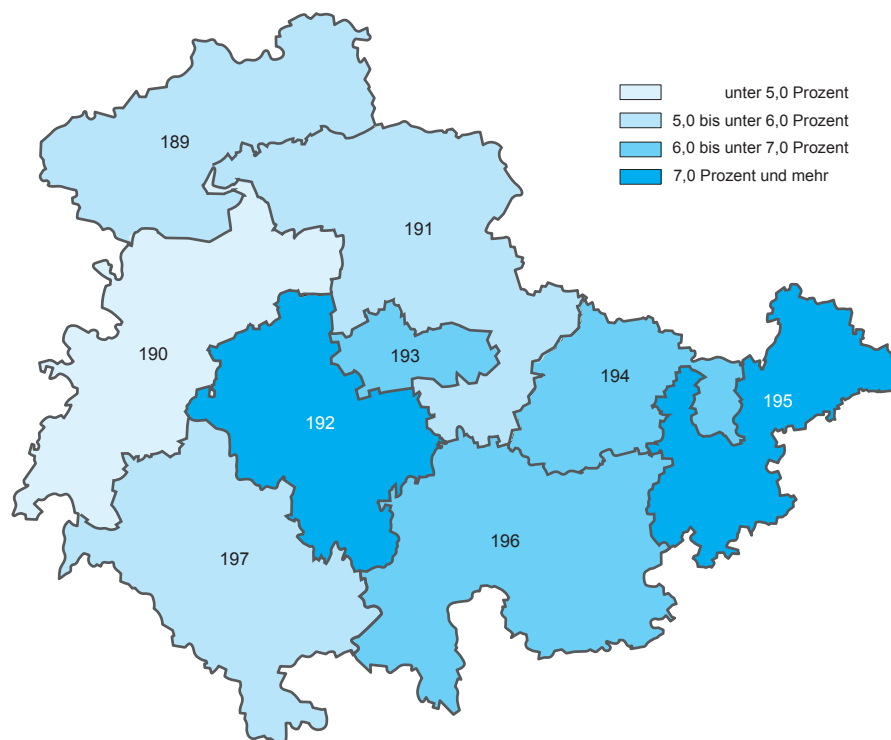 unter 5,0 Prozent
5,0 bis unter 6,0 Prozent
6,0 bis unter 7,0 Prozent
7,0 Prozent und mehr
189
191
190
193
194
192
195
196
197